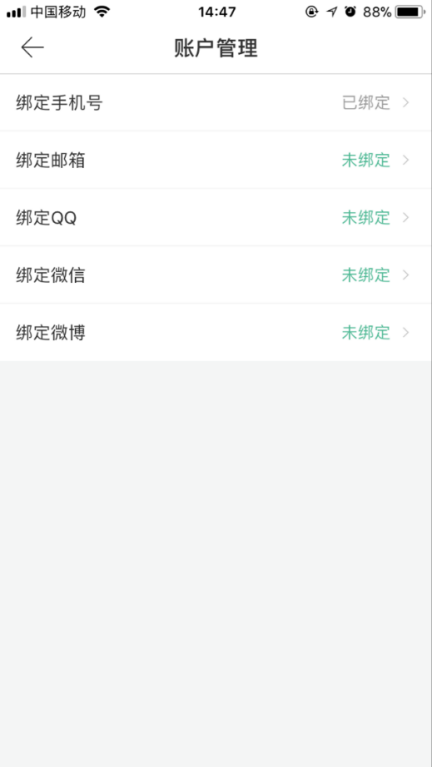 中国移动 14:47 88%
账户管理
绑定手机号 已绑定
绑定邮箱 未绑定
绑定QQ 未绑定
绑定微信 未绑定
绑定微博 未绑定